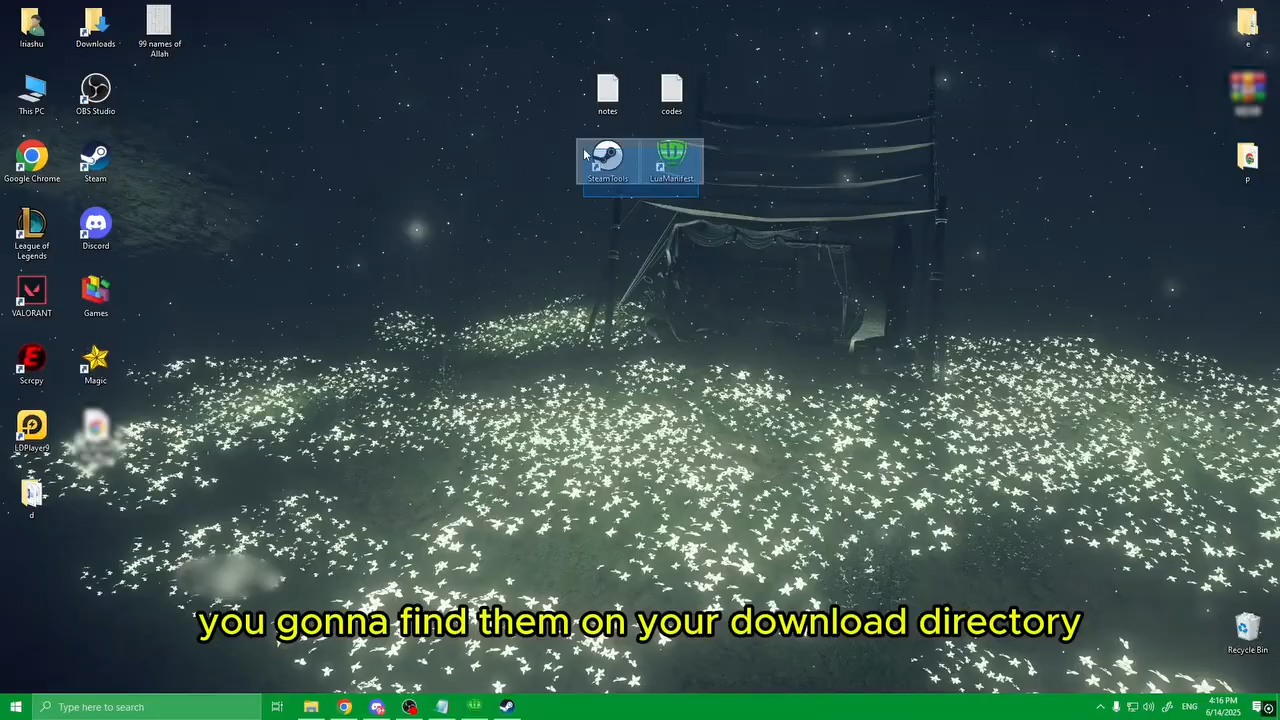 Iriashu
Downloads
99 names of
Allah
e
This PC
OBS Studio
notes
codes
Google Chrome
Steam
SteamTools
LuaManifest
p
League of
Legends
Discord
VALORANT
Games
Scrcpy
Magic
LDPlayer9
d
you gonna find them on your download directory
Recycle Bin
Type here to search
ENG
4:16 PM
6/14/2025